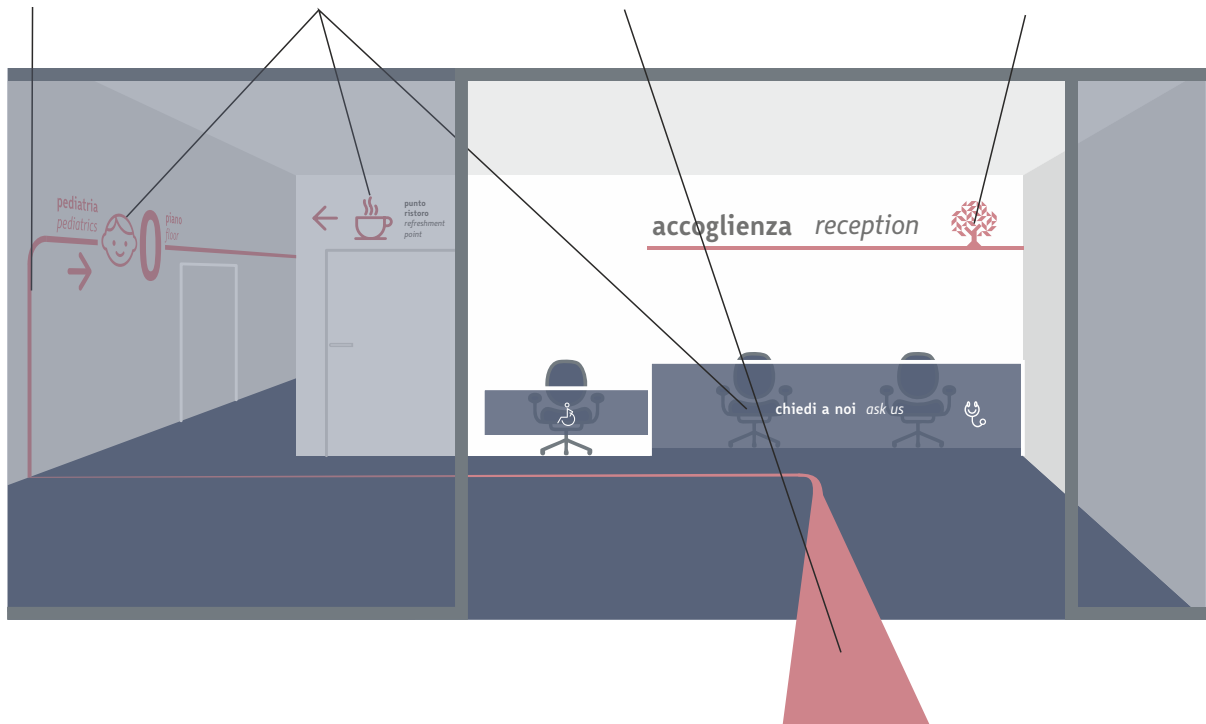 pediatria
pediatrics
0
piano
floor
punto
ristoro
refreshment
point
accoglienza reception
chiedi a noi ask us